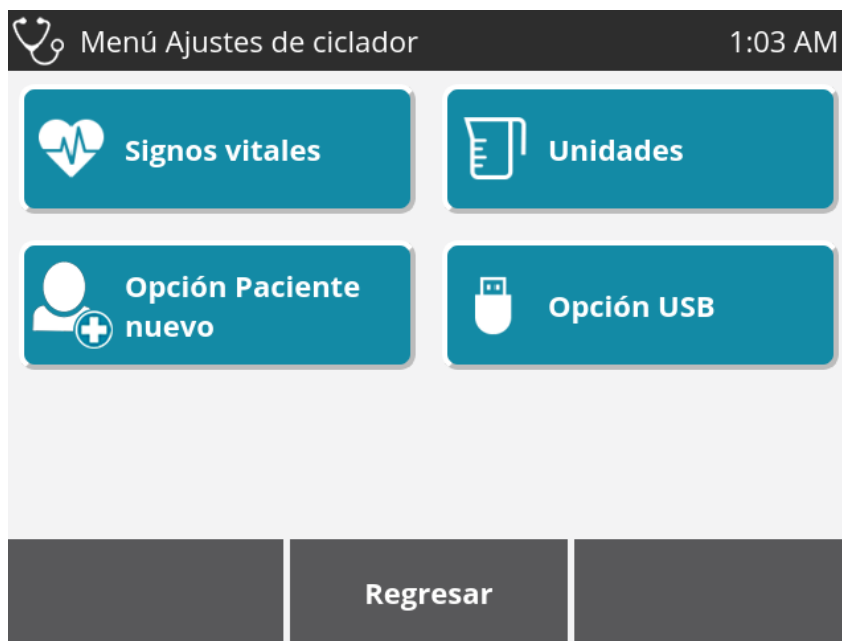 Menú Ajustes de ciclador 1:03 AM
Signos vitales
Unidades
Opción Paciente
nuevo
Opción USB
Regresar